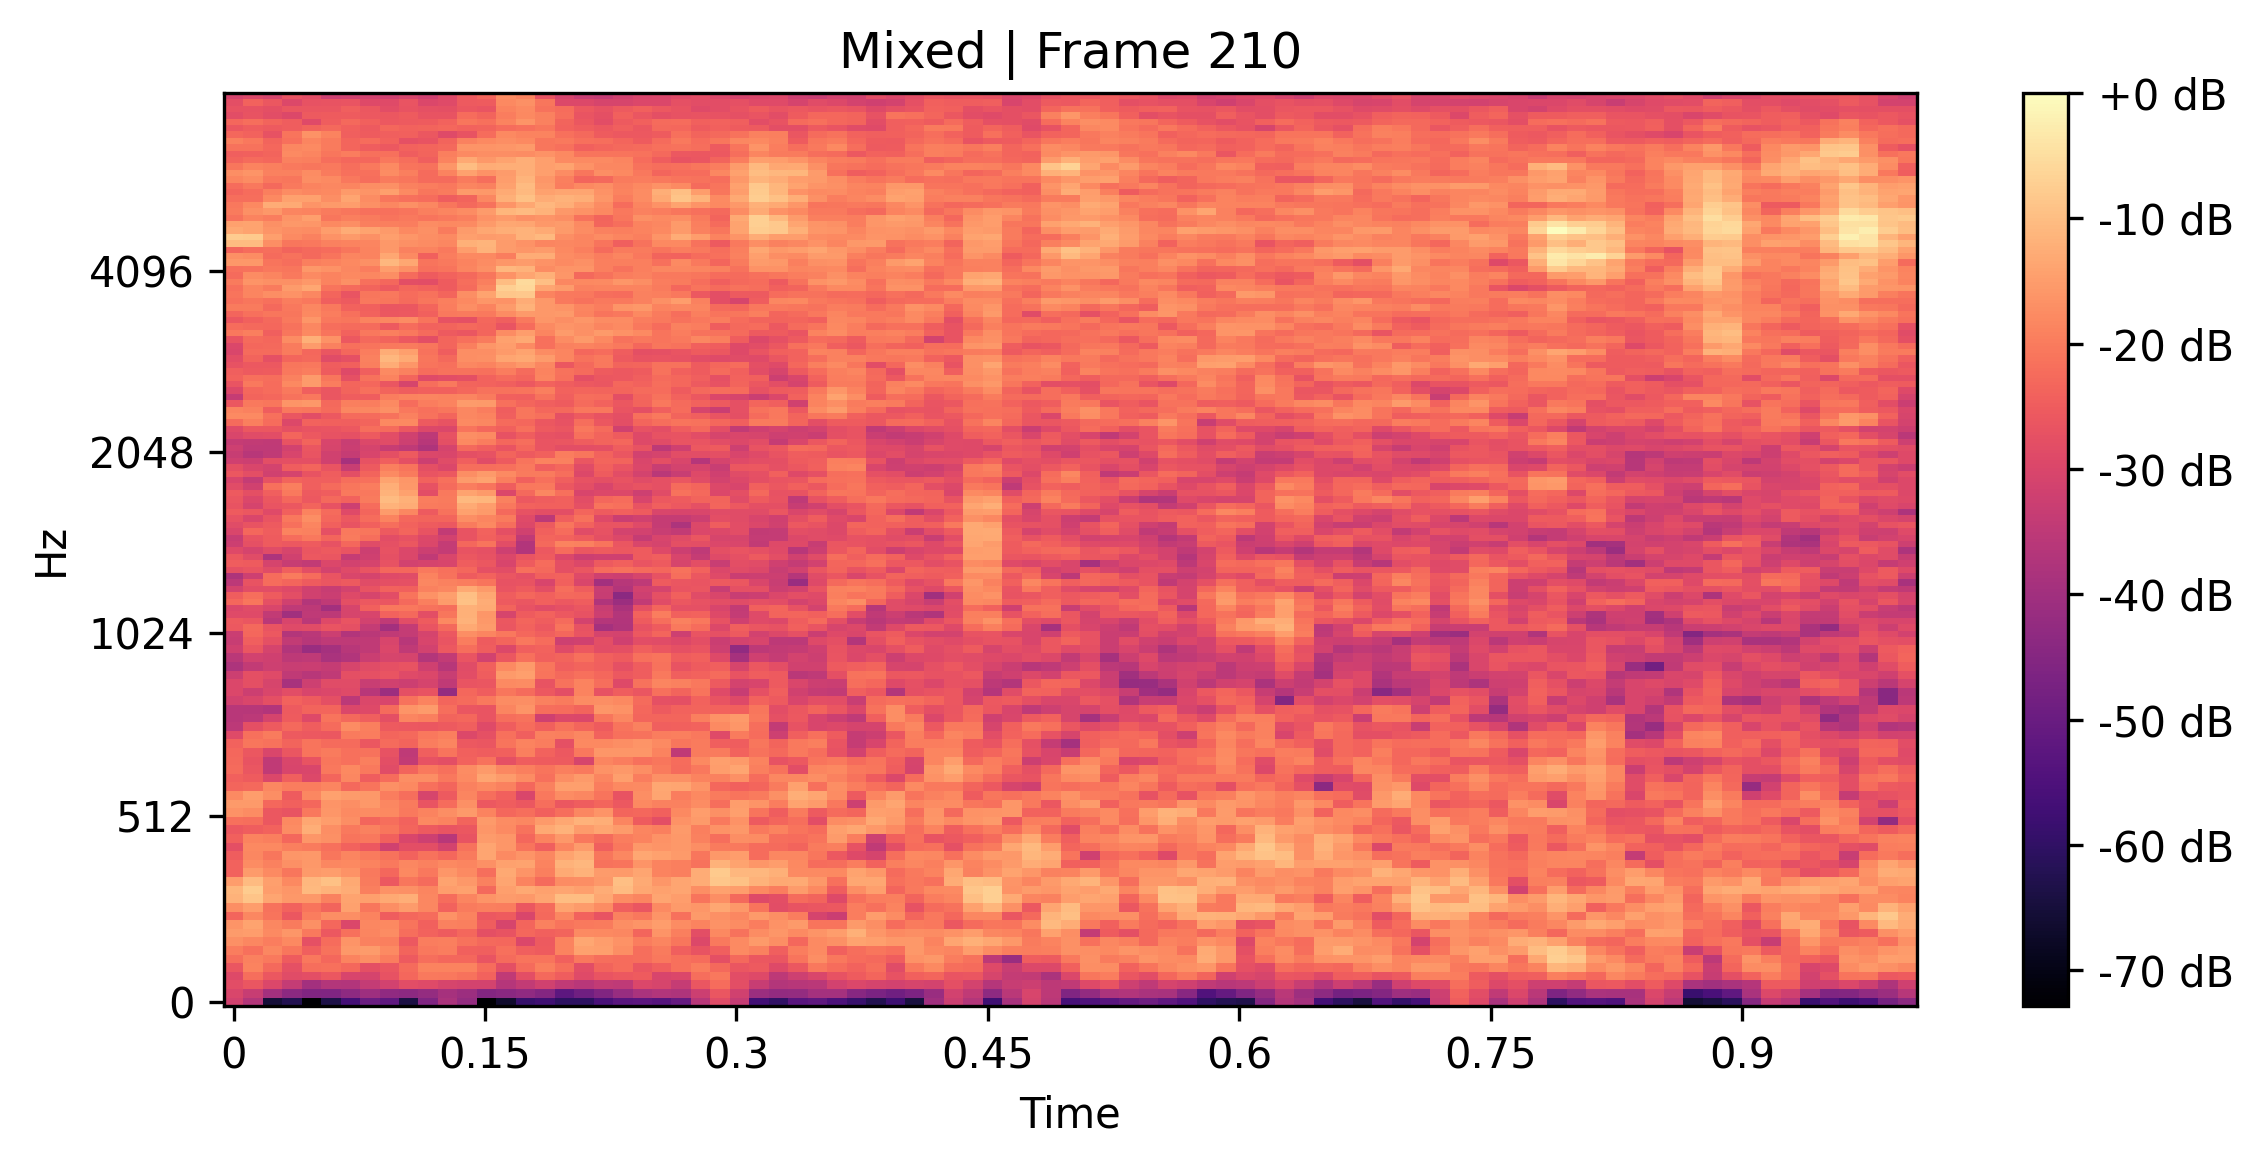 Mixed | Frame 210
+0 dB
-10 dB
-20 dB
-30 dB
-40 dB
-50 dB
-60 dB
-70 dB
4096
2048
1024
512
0
Hz
0
0.15
0.3
0.45
0.6
0.75
0.9
Time